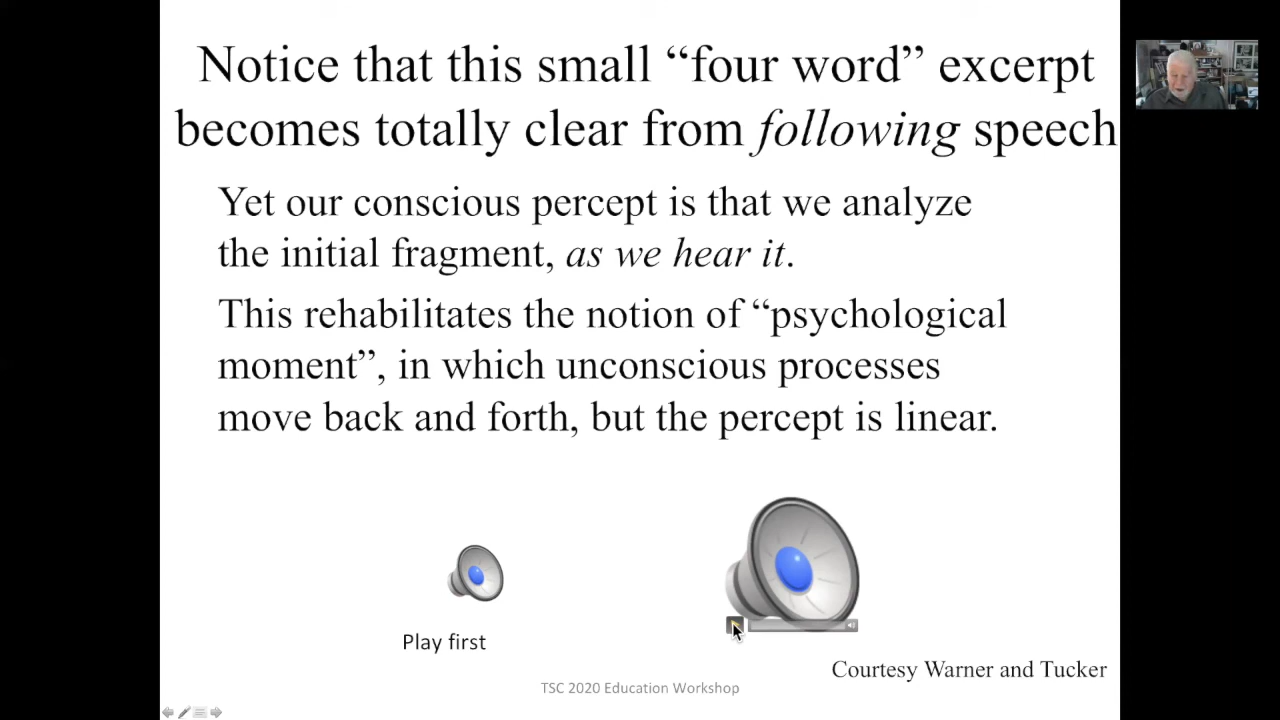 Notice that this small “four word” excerpt
becomes totally clear from following speech
Yet our conscious percept is that we analyze
the initial fragment, as we hear it.
This rehabilitates the notion of “psychological
moment”, in which unconscious processes
move back and forth, but the percept is linear.
Play first
Courtesy Warner and Tucker
TSC 2020 Education Workshop